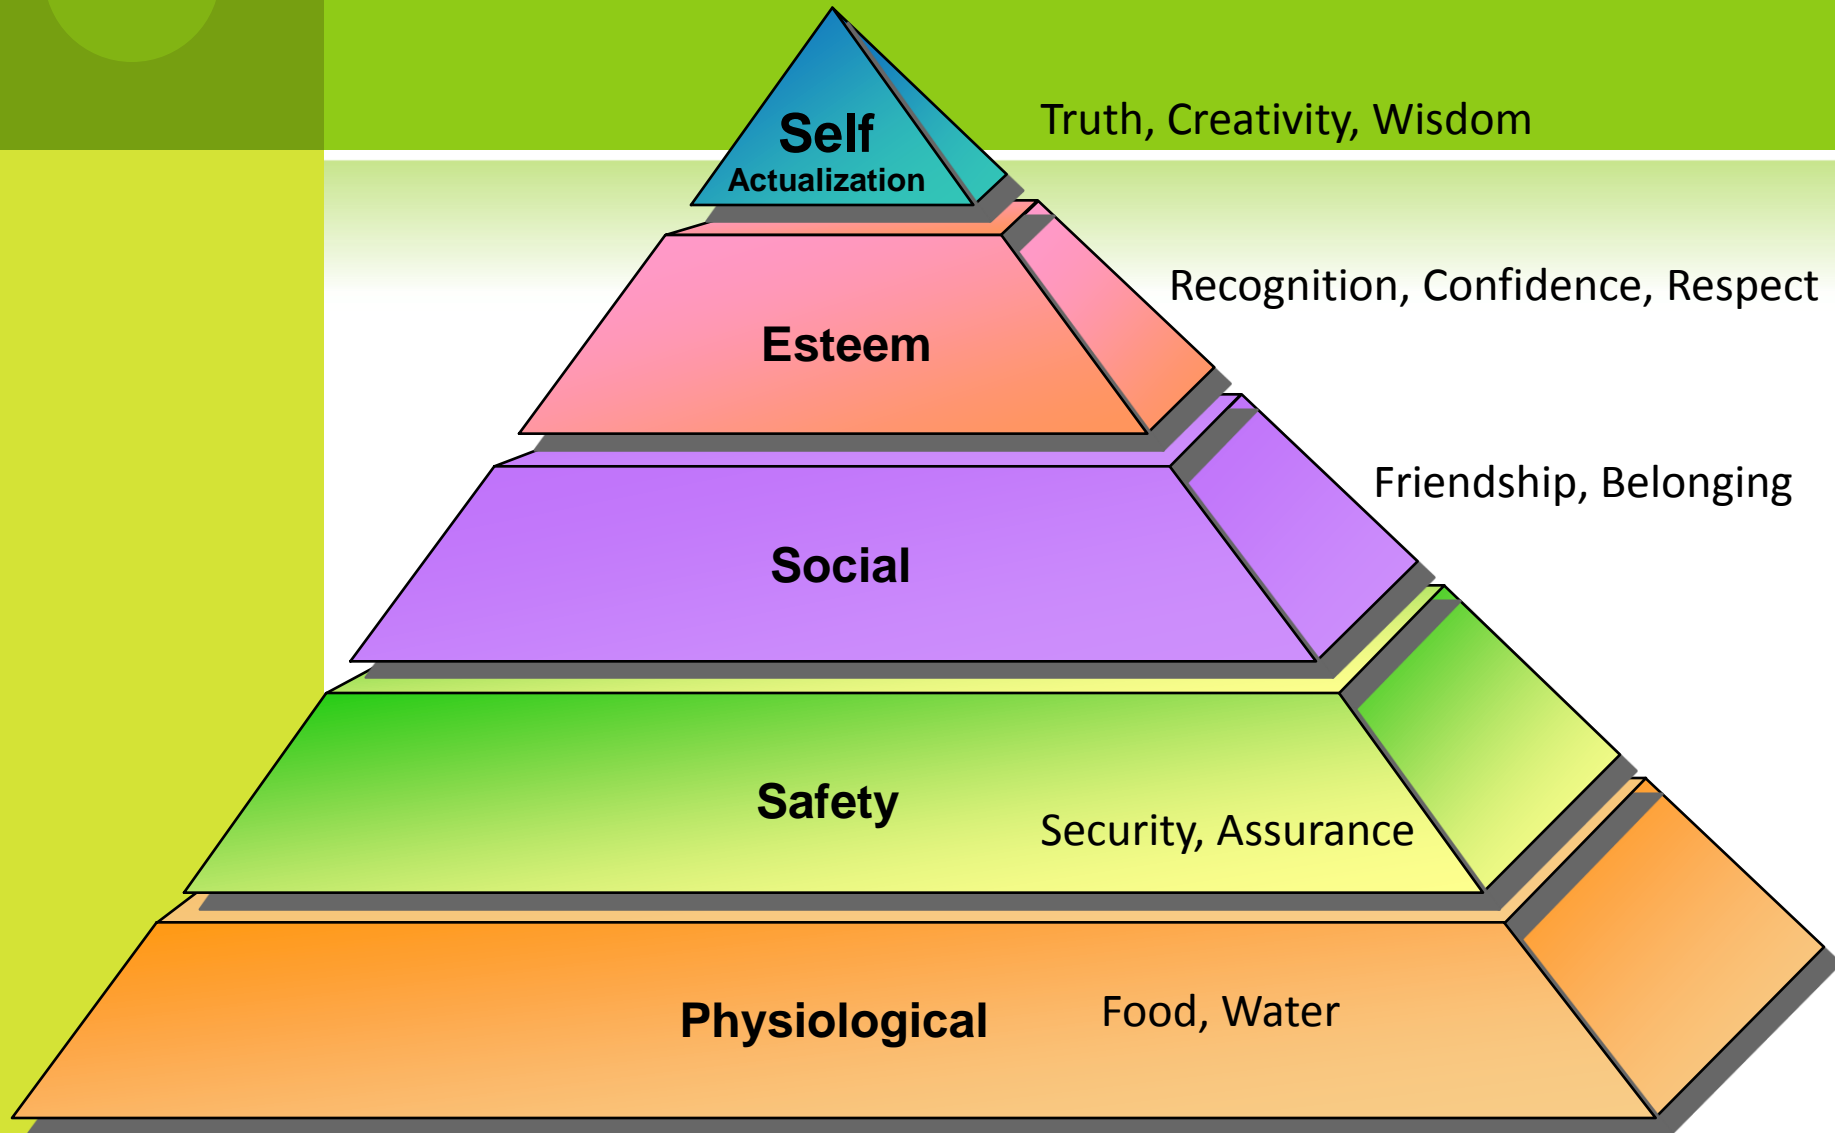 Self
Actualization
Truth, Creativity, Wisdom
Esteem
Recognition, Confidence, Respect
Social
Friendship, Belonging
Safety
Security, Assurance
Physiological
Food, Water